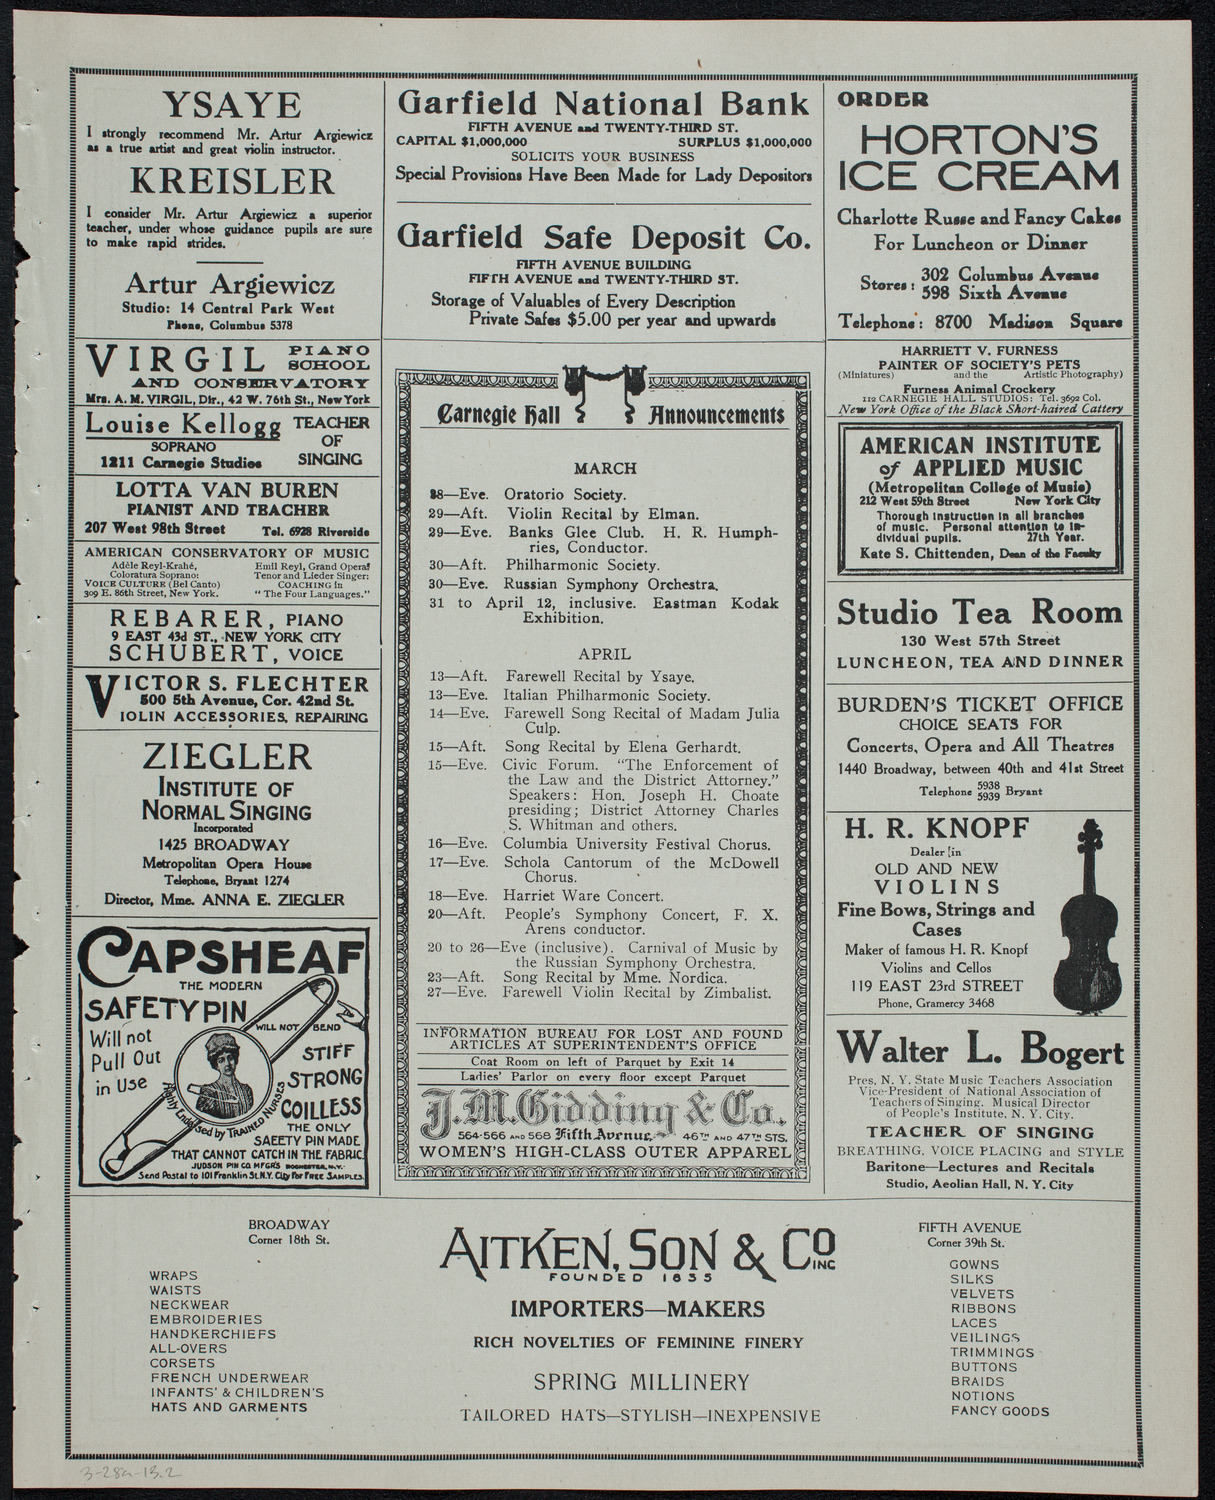 YSAYE
I strongly recommend Mr. Artur Argiewicz
as a true artist and great violin instructor.
KREISLER
I consider Mr. Artur Argiewicz a superior
teacher, under whose guidance pupils are sure
to make rapid strides.
Artur Argiewicz
Studio: 14 Central Park West
Phone, Columbus 5378
VIRGIL PIANO SCHOOL
AND CONSERVATORY
Mrs. A. M. VIRGIL, Dir., 42 W. 76th St., New York
Louise Kellogg TEACHER
SOPRANO OF
1211 Carnegie Studios SINGING
LOTTA VAN BUREN
PIANIST AND TEACHER
207 West 98th Street Tel. 6928 Riverside
AMERICAN CONSERVATORY OF MUSIC
Adèle Reyl-Krahé, Emil Reyl, Grand Opera
Coloratura Soprano: Tenor and Lieder Singer:
VOICE CULTURE (Bel Canto) COACHING in
309 E. 86th Street, New York. "The Four Languages."
REBARER, PIANO
9 EAST 43d ST., NEW YORK CITY
SCHUBERT, VOICE
VICTOR S. FLECHTER
500 5th Avenue, Cor. 42nd St.
IOLIN ACCESSORIES, REPAIRING
ZIEGLER
INSTITUTE OF
NORMAL SINGING
Incorporated
1425 BROADWAY
Metropolitan Opera House
Telephone, Bryant 1274
Director, Mme. ANNA E. ZIEGLER
CAPSHEAF
THE MODERN
SAFETY PIN
WILL NOT BEND
Will not
Pull Out
in Use
STIFF
STRONG
COILLESS
Highly Endorsed by TRAINED NURSES
THE ONLY
SAFETY PIN MADE
THAT CANNOT CATCH IN THE FABRIC.
JUDSON PIN CO. MFGR'S ROCHESTER, N.Y.
Send Postal to 101 Franklin St. N.Y. City For FREE SAMPLES.
Garfield National Bank
FIFTH AVENUE and TWENTY-THIRD ST.
CAPITAL $1,000,000 SURPLUS $1,000,000
SOLICITS YOUR BUSINESS
Special Provisions Have Been Made for Lady Depositors
Garfield Safe Deposit Co.
FIFTH AVENUE BUILDING
FIFTH AVENUE and TWENTY-THIRD ST.
Storage of Valuables of Every Description
Private Safes $5.00 per year and upwards
Carnegie Hall Announcements
MARCH
28—Eve. Oratorio Society.
29—Aft. Violin Recital by Elman.
29—Eve. Banks Glee Club. H. R. Humph-
ries, Conductor.
30—Aft. Philharmonic Society.
30—Eve. Russian Symphony Orchestra.
31 to April 12, inclusive. Eastman Kodak
Exhibition.
APRIL
13—Aft. Farewell Recital by Ysaye.
13—Eve. Italian Philharmonic Society.
14—Eve. Farewell Song Recital of Madam Julia
Culp.
15—Aft. Song Recital by Elena Gerhardt.
15—Eve. Civic Forum. "The Enforcement of
the Law and the District Attorney."
Speakers: Hon. Joseph H. Choate
presiding; District Attorney Charles
S. Whitman and others.
16—Eve. Columbia University Festival Chorus.
17—Eve. Schola Cantorum of the McDowell
Chorus.
18—Eve. Harriet Ware Concert.
20—Aft. People's Symphony Concert, F. X.
Arens conductor.
20 to 26—Eve (inclusive). Carnival of Music by
the Russian Symphony Orchestra.
23—Aft. Song Recital by Mme. Nordica.
27—Eve. Farewell Violin Recital by Zimbalist.
INFORMATION BUREAU FOR LOST AND FOUND
ARTICLES AT SUPERINTENDENT'S OFFICE
Coat Room on left of Parquet by Exit 14
Ladies' Parlor on every floor except Parquet
J. M. Gidding & Co.
564-566 AND 568 Fifth Avenue, 46TH AND 47TH STS.
WOMEN'S HIGH-CLASS OUTER APPAREL
ORDER
HORTON'S
ICE CREAM
Charlotte Russe and Fancy Cakes
For Luncheon or Dinner
Stores: 302 Columbus Avenue
598 Sixth Avenue
Telephone: 8700 Madison Square
HARRIETT V. FURNESS
PAINTER OF SOCIETY'S PETS
(Miniatures) and the Artistic Photography)
Furness Animal Crockery
112 CARNEGIE HALL STUDIOS: Tel. 3692 Col.
New York Office of the Black Short-haired Cattery
AMERICAN INSTITUTE
of APPLIED MUSIC
(Metropolitan College of Music)
212 West 59th Street New York City
Thorough instruction in all branches
of music. Personal attention to in-
dividual pupils. 27th Year.
Kate S. Chittenden, Dean of the Faculty
Studio Tea Room
130 West 57th Street
LUNCHEON, TEA AND DINNER
BURDEN'S TICKET OFFICE
CHOICE SEATS FOR
Concerts, Opera and All Theatres
1440 Broadway, between 40th and 41st Street
Telephone 5938 5939 Bryant
H. R. KNOPF
Dealer in
OLD AND NEW
VIOLINS
Fine Bows, Strings and
Cases
Maker of famous H. R. Knopf
Violins and Cellos
119 EAST 23rd STREET
Phone, Gramercy 3468
Walter L. Bogert
Pres. N. Y. State Music Teachers Association
Vice-President of National Association of
Teachers of Singing. Musical Director
of People's Institute, N. Y. City.
TEACHER OF SINGING
BREATHING, VOICE PLACING and STYLE
Baritone—Lectures and Recitals
Studio, Aeolian Hall, N. Y. City
BROADWAY
Corner 18th St.
WRAPS
WAISTS
NECKWEAR
EMBROIDERIES
HANDKERCHIEFS
ALL-OVERS
CORSETS
FRENCH UNDERWEAR
INFANTS' & CHILDREN'S
HATS AND GARMENTS
AITKEN, SON & CO INC
FOUNDED 1835
IMPORTERS—MAKERS
RICH NOVELTIES OF FEMININE FINERY
SPRING MILLINERY
TAILORED HATS—STYLISH—INEXPENSIVE
FIFTH AVENUE
Corner 39th St.
GOWNS
SILKS
VELVETS
RIBBONS
LACES
VEILINGS
TRIMMINGS
BUTTONS
BRAIDS
NOTIONS
FANCY GOODS
3-28a-13.2